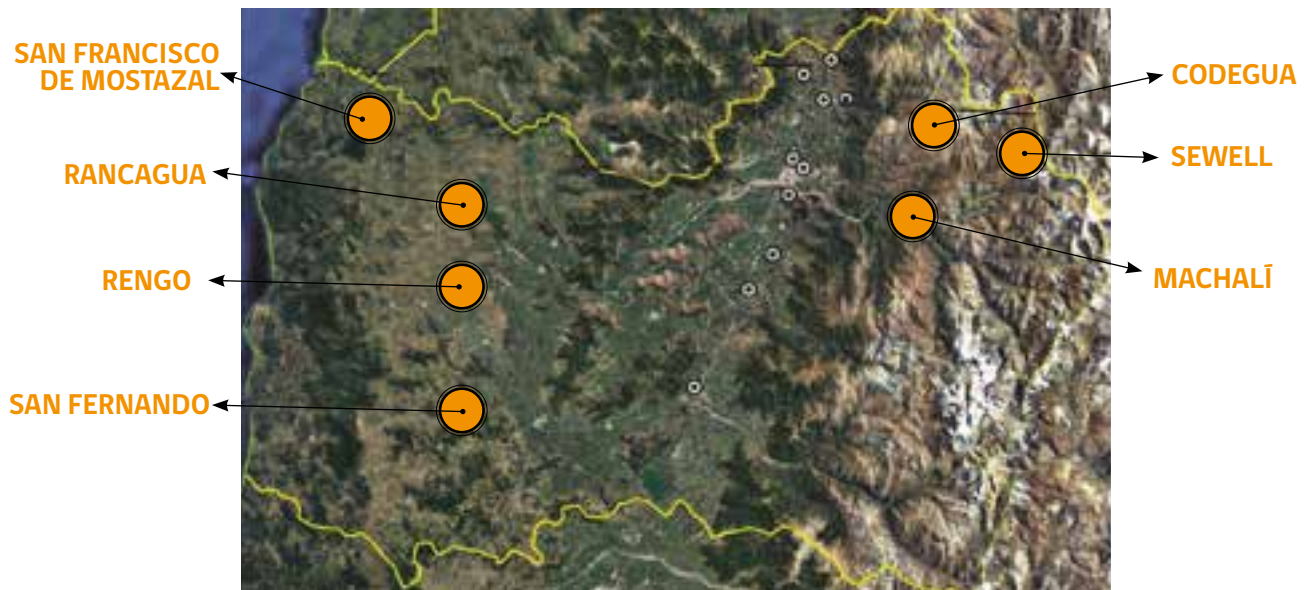 SAN FRANCISCO
DE MOSTAZAL
RANCAGUA
RENGO
SAN FERNANDO
CODEGUA
SEWELL
MACHALÍ